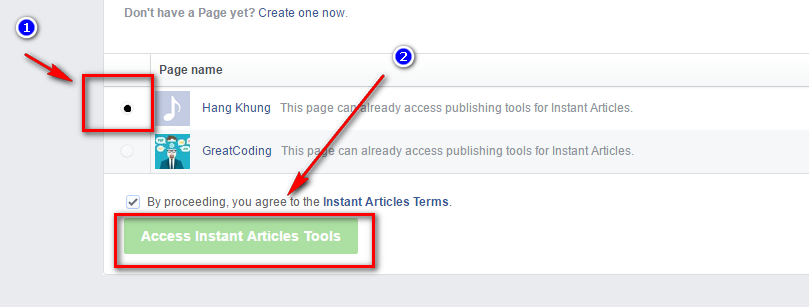 1
Don't have a Page yet? Create one now.
2
Page name
Hang Khung This page can already access publishing tools for Instant Articles.
GreatCoding This page can already access publishing tools for Instant Articles.
By proceeding, you agree to the Instant Articles Terms.
Access Instant Articles Tools